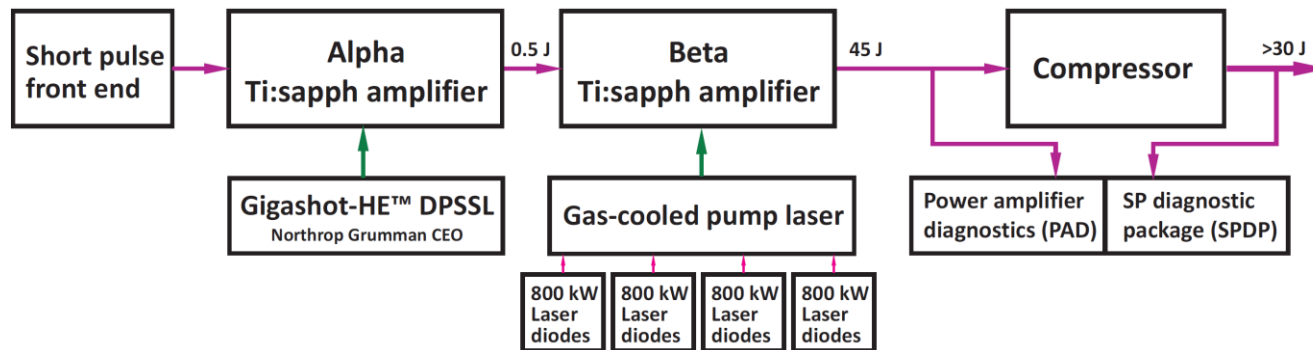 Short pulse
front end
Alpha
Ti:sapph amplifier
0.5 J
Beta
Ti:sapph amplifier
45 J
Compressor
>30 J
Gigashot-HE™ DPSSL
Northrop Grumman CEO
Gas-cooled pump laser
Power amplifier
diagnostics (PAD)
SP diagnostic
package (SPDP)
800 kW
Laser
diodes
800 kW
Laser
diodes
800 kW
Laser
diodes
800 kW
Laser
diodes